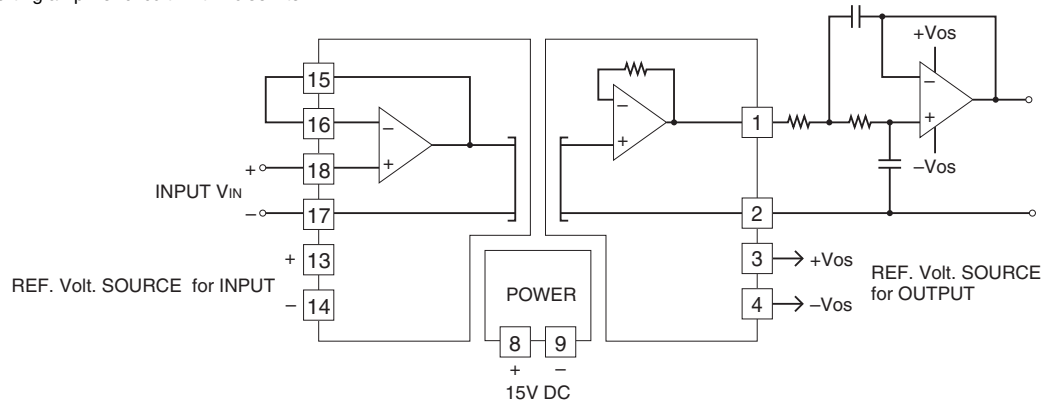 +Vos
15
−
16
−
+
−
1
+
+
18
+
−Vos
INPUT VIN
−
17
2
+
13
3
+Vos
REF. Volt. SOURCE for INPUT
REF. Volt. SOURCE
for OUTPUT
−
14
POWER
4
−Vos
8
9
+
−
15V DC